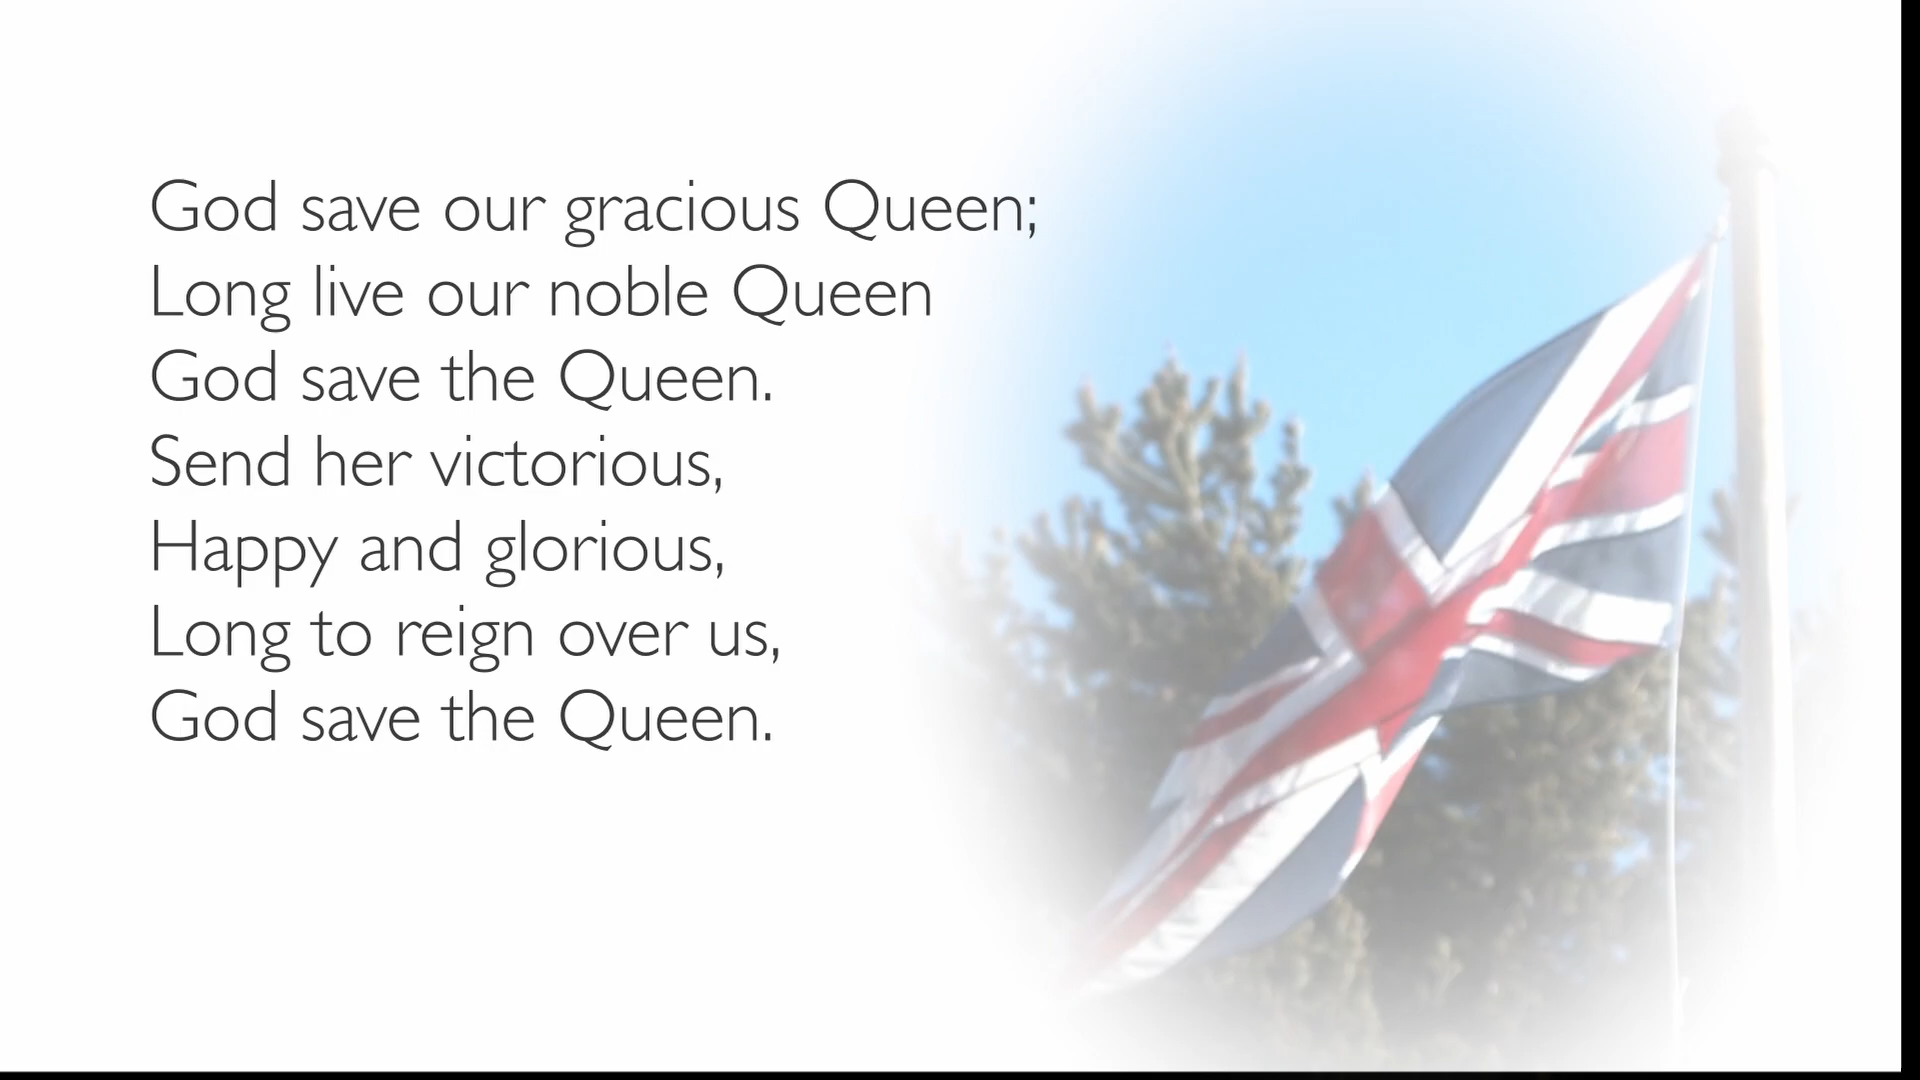 God save our gracious Queen;
Long live our noble Queen
God save the Queen.
Send her victorious,
Happy and glorious,
Long to reign over us,
God save the Queen.